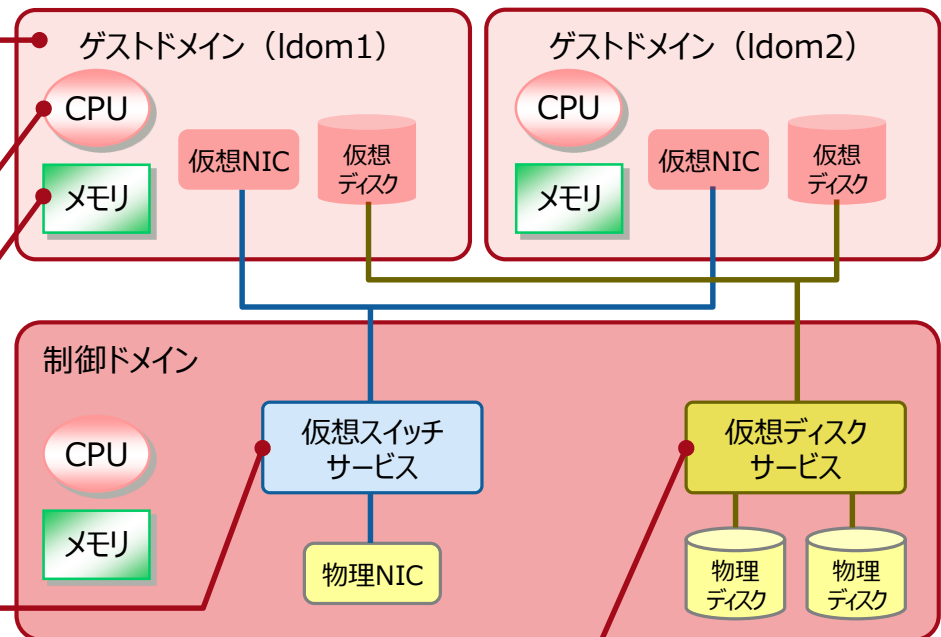 ゲストドメイン（ldom1）
CPU
メモリ
仮想NIC
仮想
ディスク
ゲストドメイン（ldom2）
CPU
メモリ
仮想NIC
仮想
ディスク
制御ドメイン
CPU
メモリ
仮想スイッチ
サービス
物理NIC
仮想ディスク
サービス
物理
ディスク
物理
ディスク